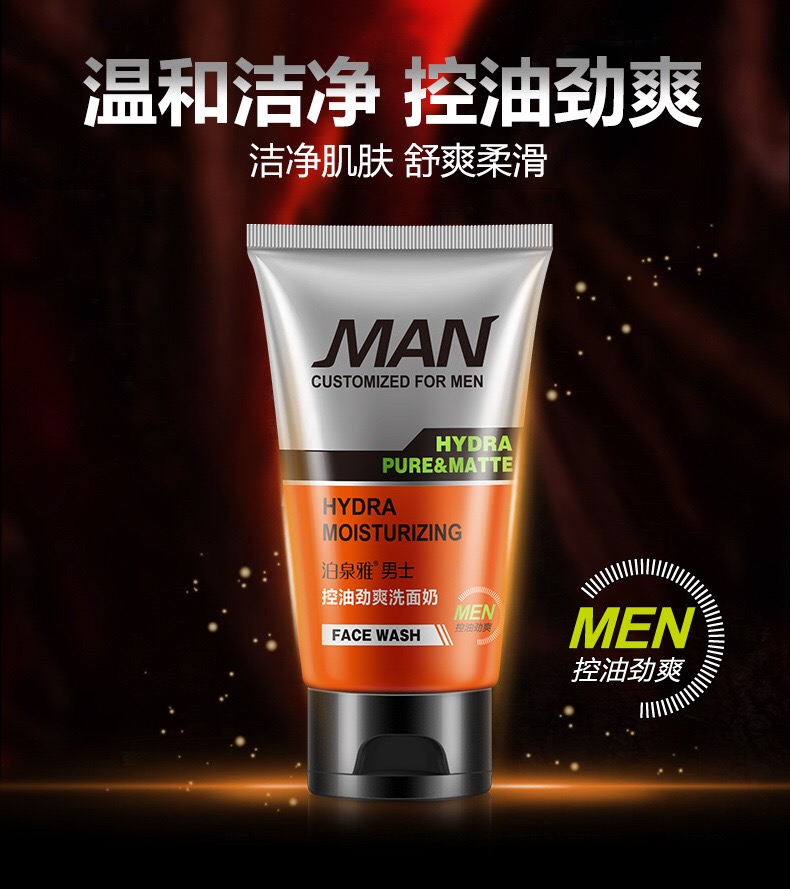 温和洁净 控油劲爽
洁净肌肤 舒爽柔滑
MAN
CUSTOMIZED FOR MEN
HYDRA
PURE&MATTE
HYDRA
MOISTURIZING
泊泉雅® 男士
控油劲爽洗面奶
FACE WASH
MEN
控油劲爽
MEN
控油劲爽